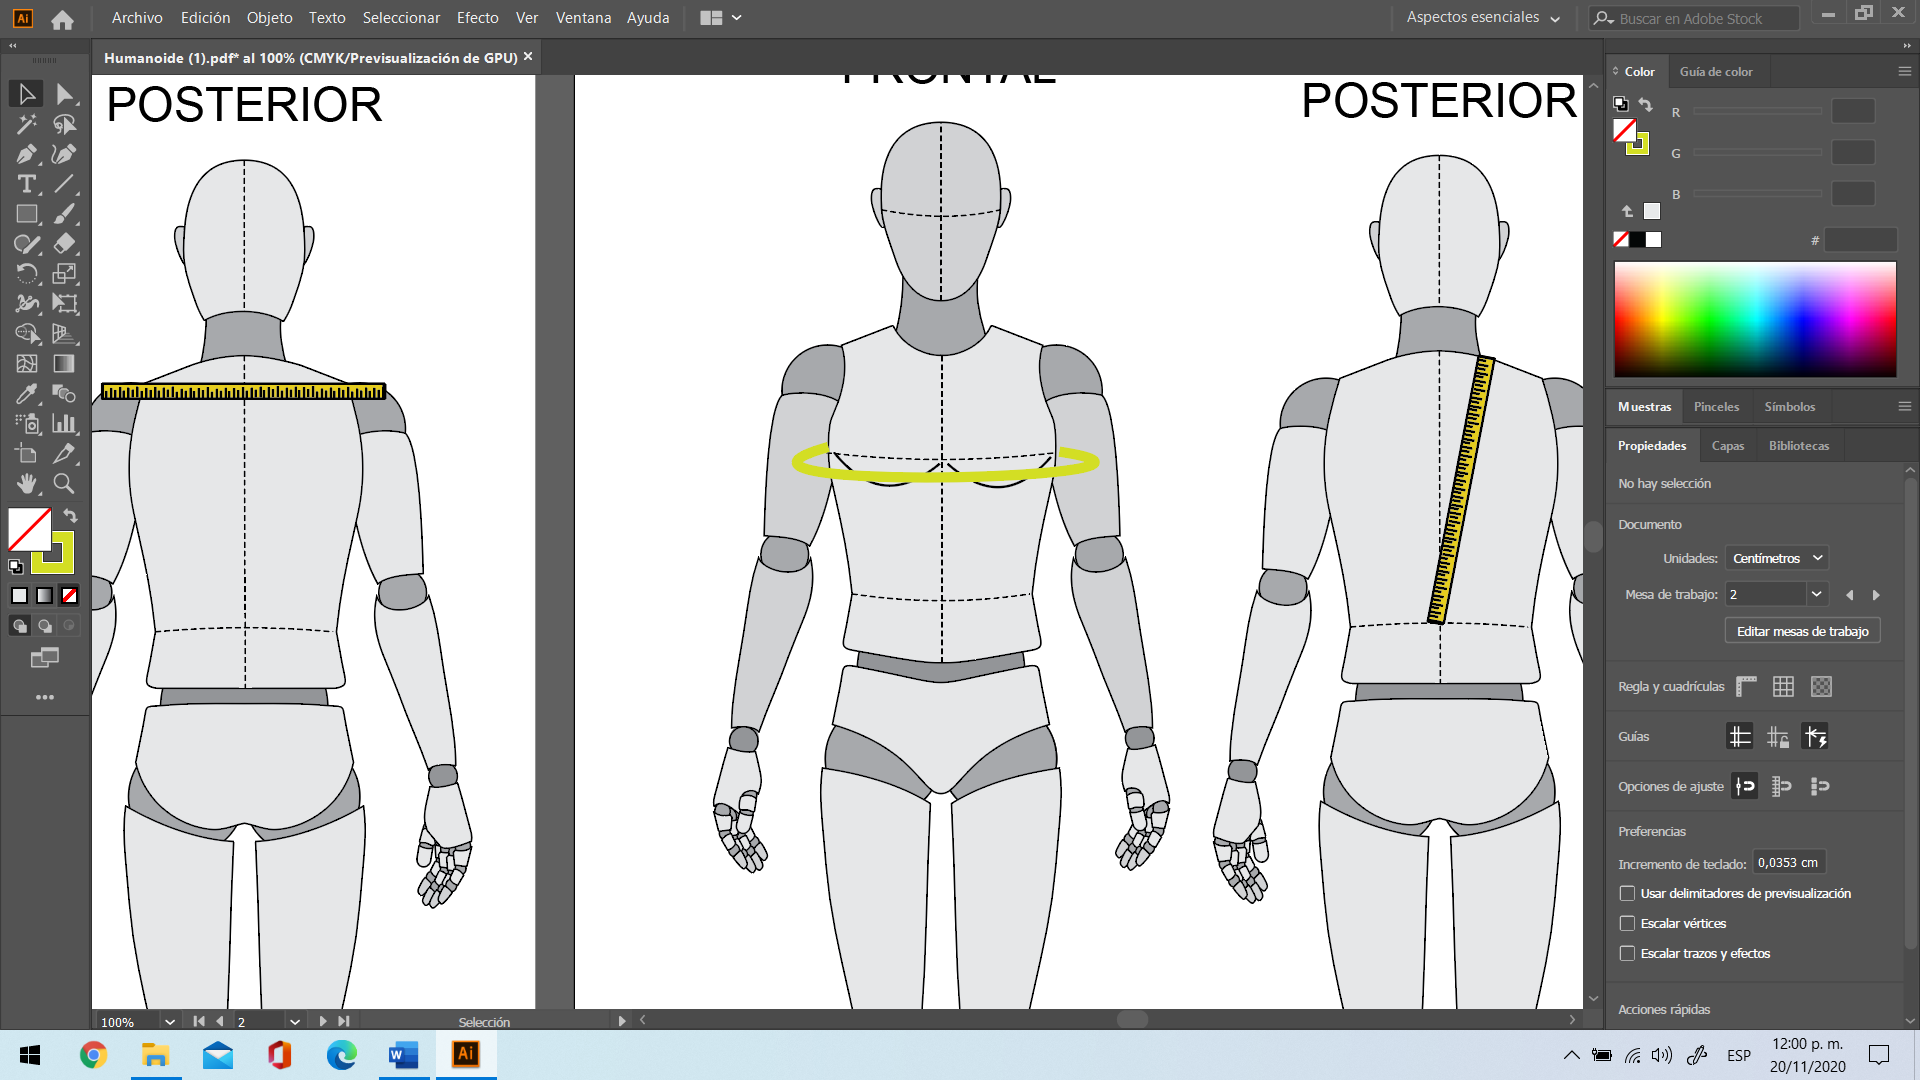 Ai Archivo Edición Objeto Texto Seleccionar Efecto Ver Ventana Ayuda Aspectos esenciales Buscar en Adobe Stock
Humanoide (1).pdf* al 100% (CMYK/Previsualización de GPU)
FRONTAL
POSTERIOR
POSTERIOR
Color Guía de color
R
G
B
#
Muestras Pinceles Símbolos
Propiedades Capas Bibliotecas
No hay selección
Documento
Unidades: Centímetros
Mesa de trabajo: 2
Editar mesas de trabajo
Regla y cuadrículas
Guías
Opciones de ajuste
Preferencias
Incremento de teclado: 0,0353 cm
Usar delimitadores de previsualización
Escalar vértices
Escalar trazos y efectos
Acciones rápidas
100% 2 Selección
Ai ESP 12:00 p. m.
20/11/2020